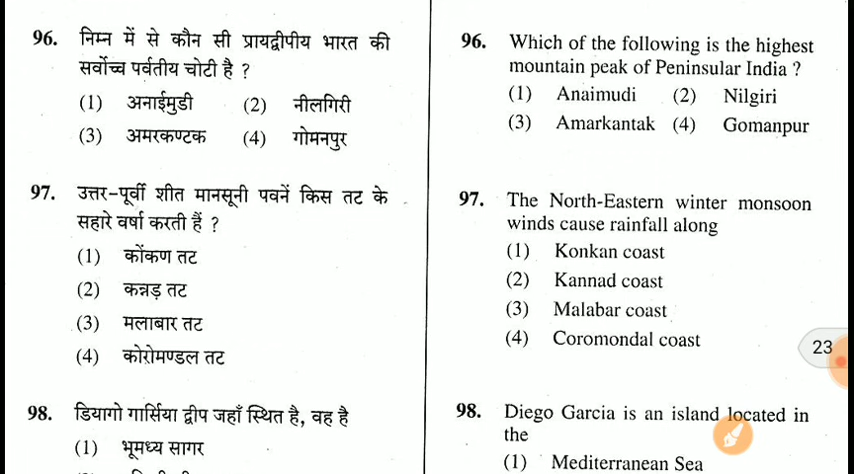 96. निम्न में से कौन सी प्रायद्वीपीय भारत की
सर्वोच्च पर्वतीय चोटी है ?
(1) अनाईमुडी (2) नीलगिरी
(3) अमरकण्टक (4) गोमनपुर
97. उत्तर-पूर्वी शीत मानसूनी पवनें किस तट के
सहारे वर्षा करती हैं ?
(1) कोंकण तट
(2) कन्नड़ तट
(3) मलाबार तट
(4) कोरोमण्डल तट
98. डियागो गार्सिया द्वीप जहाँ स्थित है, वह है
(1) भूमध्य सागर
96. Which of the following is the highest
mountain peak of Peninsular India ?
(1) Anaimudi (2) Nilgiri
(3) Amarkantak (4) Gomanpur
97. The North-Eastern winter monsoon
winds cause rainfall along
(1) Konkan coast
(2) Kannad coast
(3) Malabar coast
(4) Coromondal coast
98. Diego Garcia is an island located in
the
(1) Mediterranean Sea
23